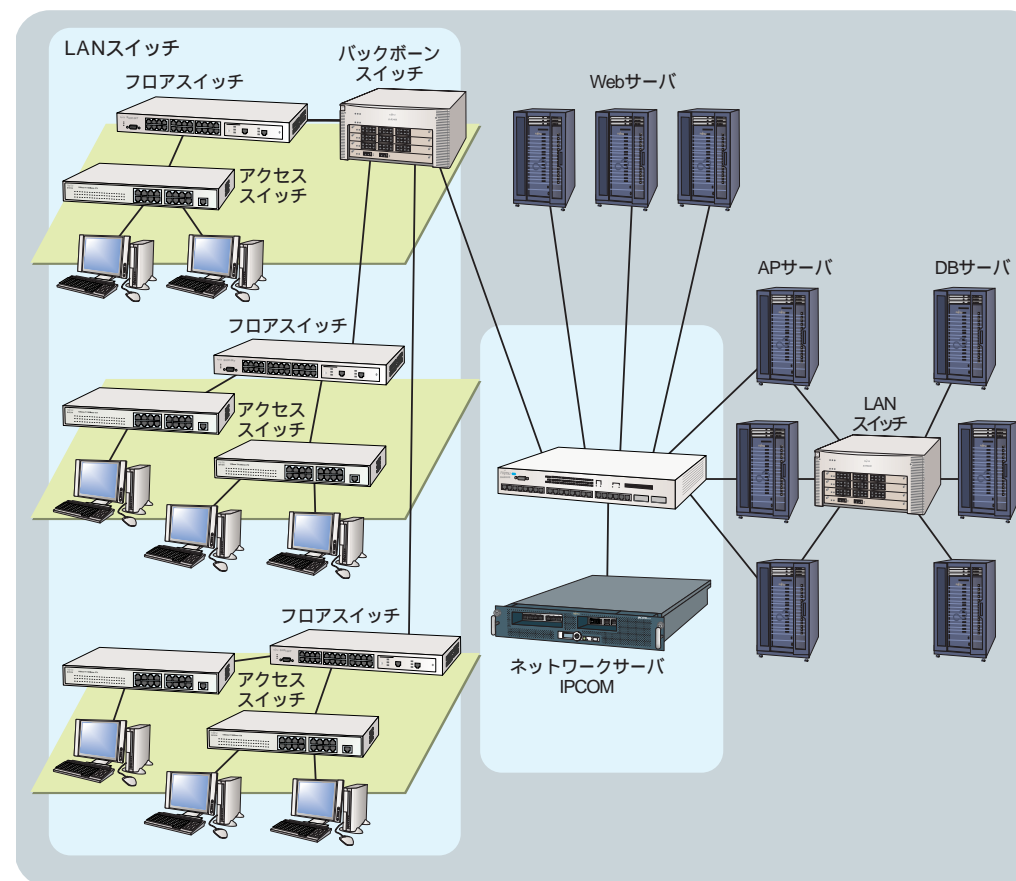 LANスイッチ
フロアスイッチ
バックボーン
スイッチ
アクセス
スイッチ
Webサーバ
APサーバ
DBサーバ
フロアスイッチ
アクセス
スイッチ
LAN
スイッチ
フロアスイッチ
アクセス
スイッチ
ネットワークサーバ
IPCOM